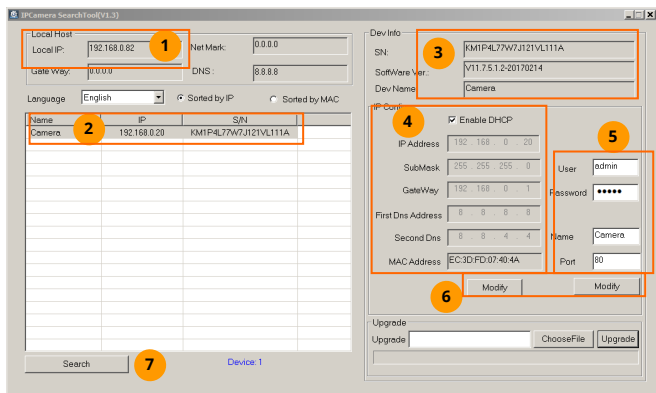 IPCamera SearchTool(V1.3)
Local Host
Local IP: 192.168.0.82
1
Net Mark: 0.0.0.0
Gate Way: 0.0.0.0
DNS : 8.8.8.8
Language English
Sorted by IP
Sorted by MAC
2
Name IP S/N
Camera 192.168.0.20 KM1P4L77W7J121VL111A
Search
7
Device: 1
Dev Info
3
SN: KM1P4L77W7J121VL111A
SoftWare Ver.: V11.7.5.1.2-20170214
Dev Name Camera
IP Config
4
Enable DHCP
IP Address 192 . 168 . 0 . 20
SubMask 255 . 255 . 255 . 0
GateWay 192 . 168 . 0 . 1
First Dns Address 8 . 8 . 8 . 8
Second Dns 8 . 8 . 4 . 4
MAC Address EC:3D:FD:07:40:4A
5
User admin
Password •••••
Name Camera
Port 80
6
Modify
Modify
Upgrade
Upgrade
ChooseFile
Upgrade